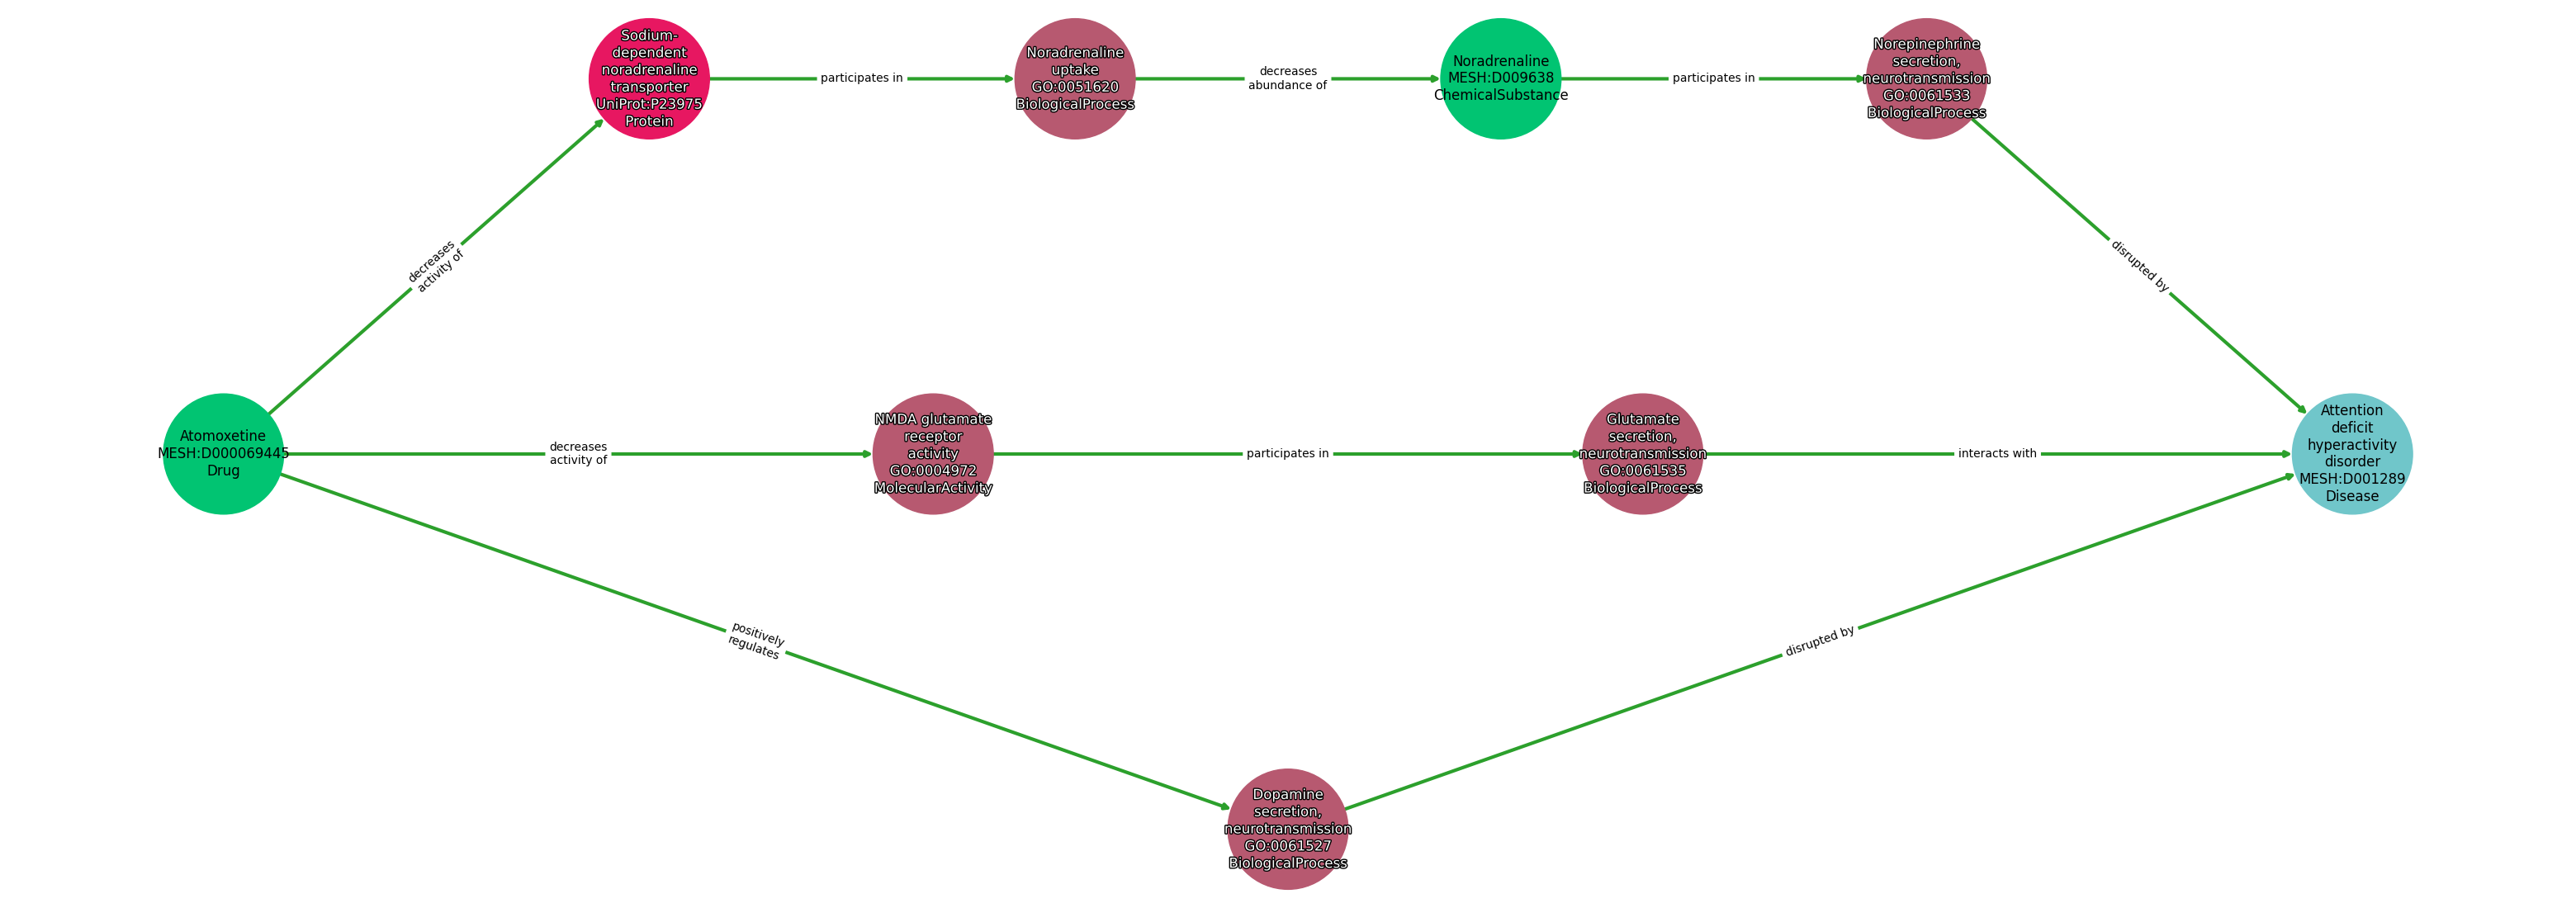 Sodium-
dependent
noradrenaline
transporter
UniProt:P23975
Protein
participates in
Noradrenaline
uptake
GO:0051620
BiologicalProcess
decreases
abundance of
Noradrenaline
MESH:D009638
ChemicalSubstance
participates in
Norepinephrine
secretion,
neurotransmission
GO:0061533
BiologicalProcess
decreases
activity of
disrupted by
Atomoxetine
MESH:D000069445
Drug
decreases
activity of
NMDA glutamate
receptor
activity
GO:0004972
MolecularActivity
participates in
Glutamate
secretion,
neurotransmission
GO:0061535
BiologicalProcess
interacts with
Attention
deficit
hyperactivity
disorder
MESH:D001289
Disease
positively
regulates
disrupted by
Dopamine
secretion,
neurotransmission
GO:0061527
BiologicalProcess